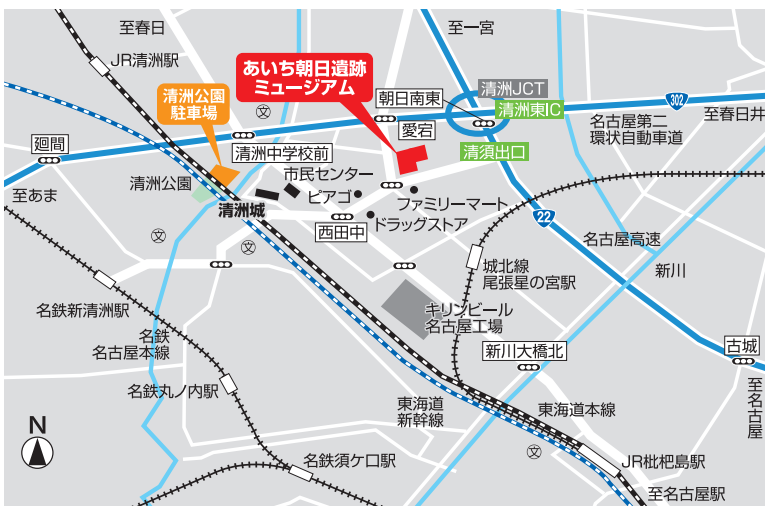 至春日
至一宮
JR清洲駅
あいち朝日遺跡
ミュージアム
清洲公園
駐車場
文
朝日南東
清洲JCT
清洲東IC
302
至春日井
名古屋第二
環状自動車道
愛宕
廻間
清洲中学校前
清須出口
清洲公園
市民センター
ピアゴ
ファミリーマート
至あま
清洲城
ドラッグストア
西田中
22
文
文
名古屋高速
城北線
尾張星の宮駅
新川
名鉄新清洲駅
キリンビール
名古屋工場
名鉄
名古屋本線
新川大橋北
古城
名鉄丸ノ内駅
東海道
新幹線
東海道本線
至名古屋
N
文
名鉄須ケ口駅
JR枇杷島駅
至名古屋駅